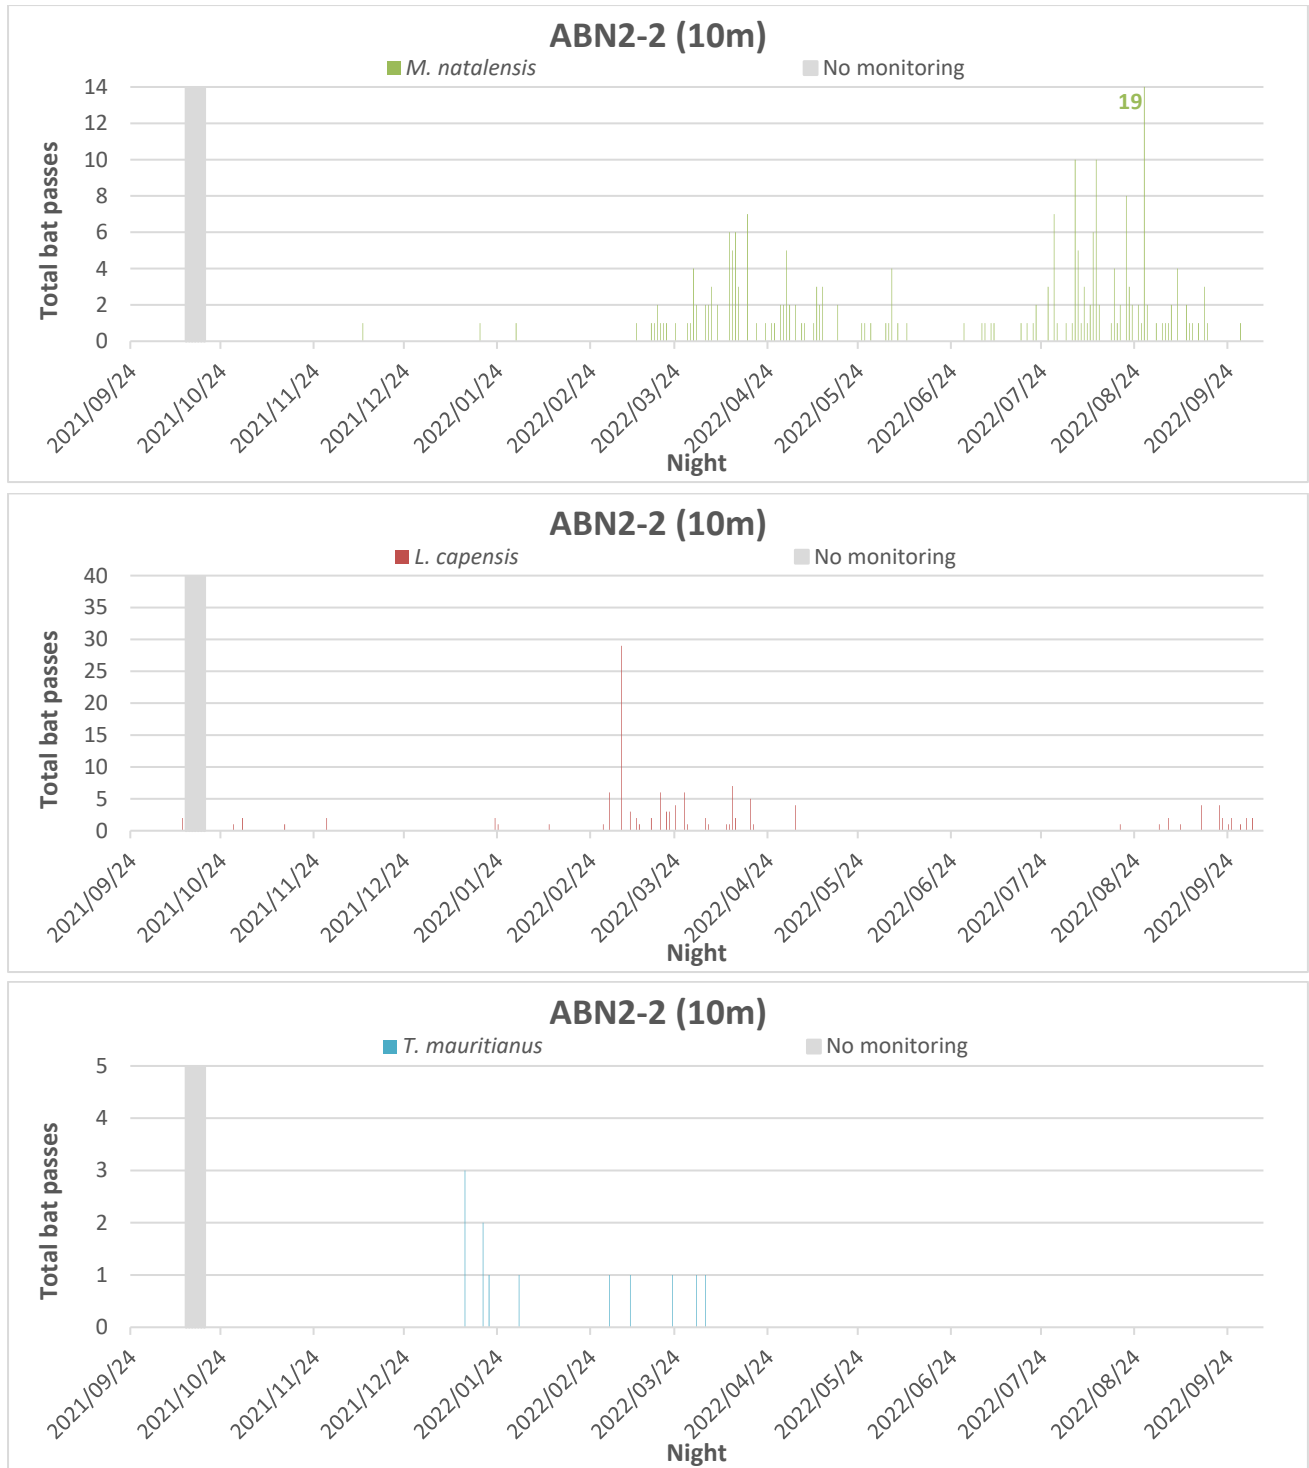 ABN2-2 (10m)
M. natalensis No monitoring
14
12
10
8
6
4
2
0
19
Total bat passes
2021/09/24 2021/10/24 2021/11/24 2021/12/24 2022/01/24 2022/02/24 2022/03/24 2022/04/24 2022/05/24 2022/06/24 2022/07/24 2022/08/24 2022/09/24
Night
ABN2-2 (10m)
L. capensis No monitoring
40
35
30
25
20
15
10
5
0
Total bat passes
2021/09/24 2021/10/24 2021/11/24 2021/12/24 2022/01/24 2022/02/24 2022/03/24 2022/04/24 2022/05/24 2022/06/24 2022/07/24 2022/08/24 2022/09/24
Night
ABN2-2 (10m)
T. mauritianus No monitoring
5
4
3
2
1
0
Total bat passes
2021/09/24 2021/10/24 2021/11/24 2021/12/24 2022/01/24 2022/02/24 2022/03/24 2022/04/24 2022/05/24 2022/06/24 2022/07/24 2022/08/24 2022/09/24
Night